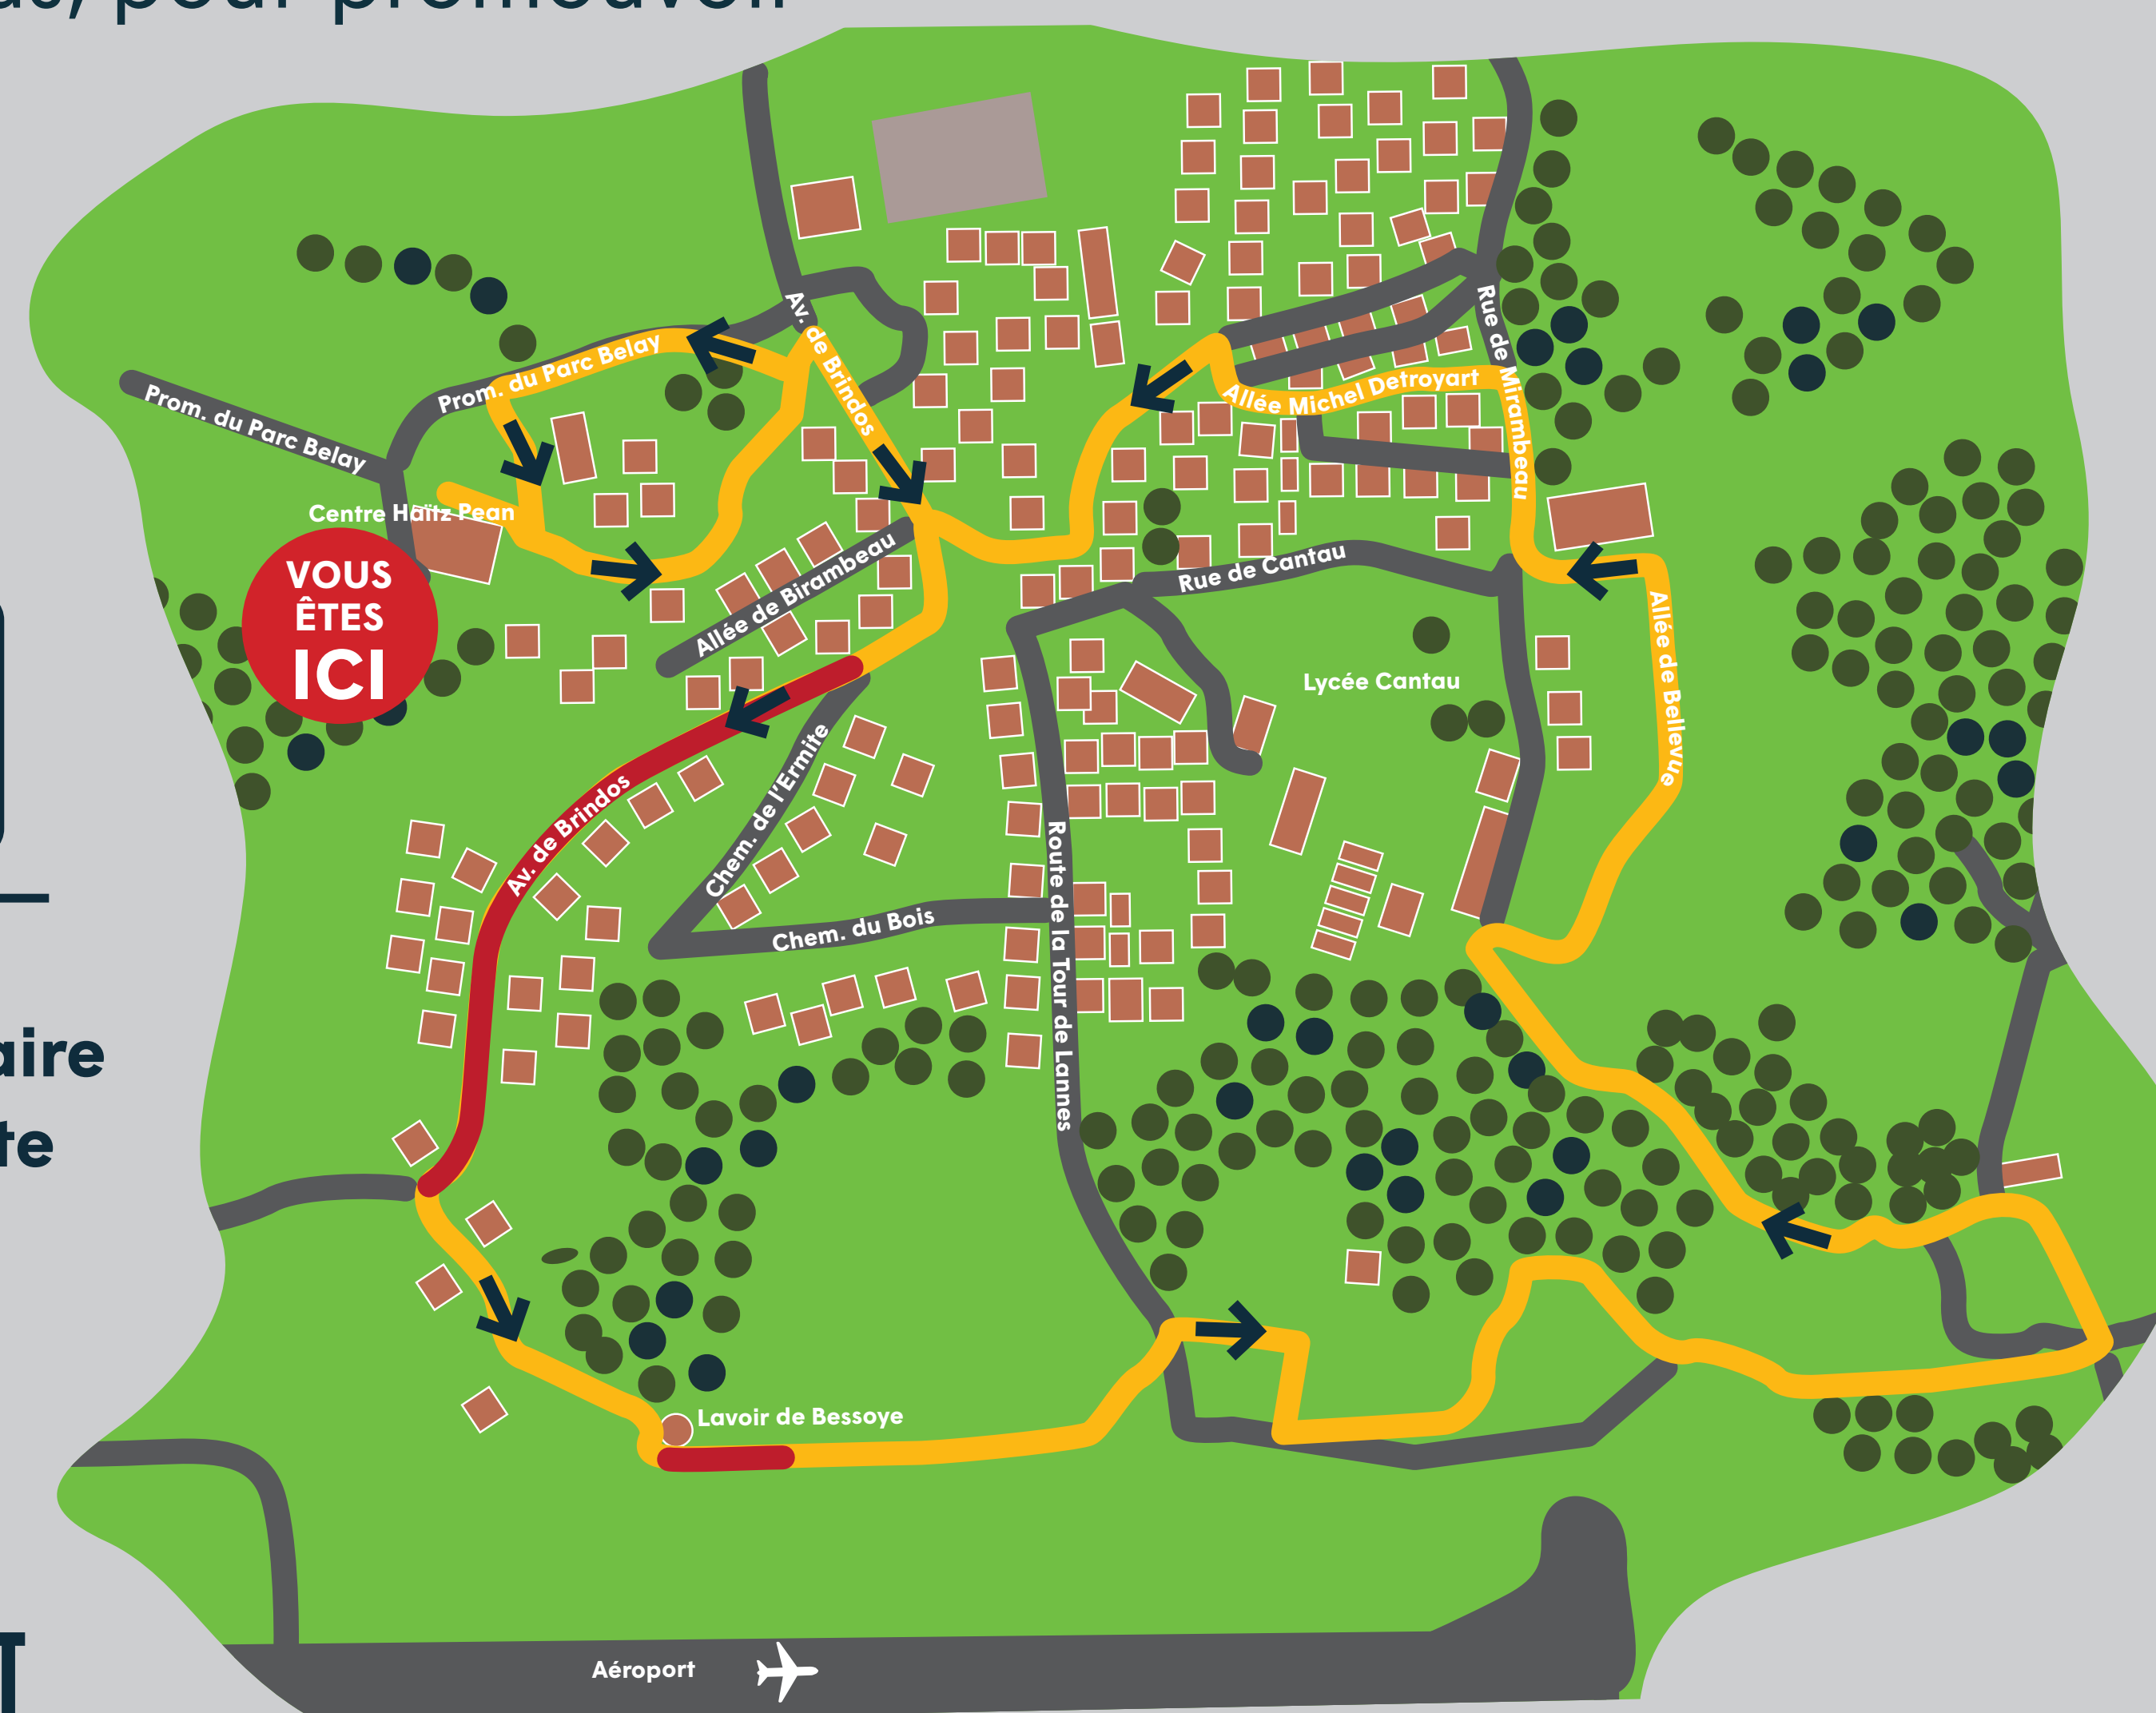 pour promouvoir
Av. de Brindos
Prom. du Parc Belay
Prom. du Parc Belay
Rue de Mirambeau
Allée Michel Detroyart
Centre Haïtz Pean
VOUS
ÊTES
ICI
Allée de Birambeau
Rue de Cantau
Allée de Bellevue
Lycée Cantau
Chem. de l'Ermite
Av. de Brindos
Route de la Tour de Lannes
Chem. du Bois
aire
te
Lavoir de Bessoye
Aéroport